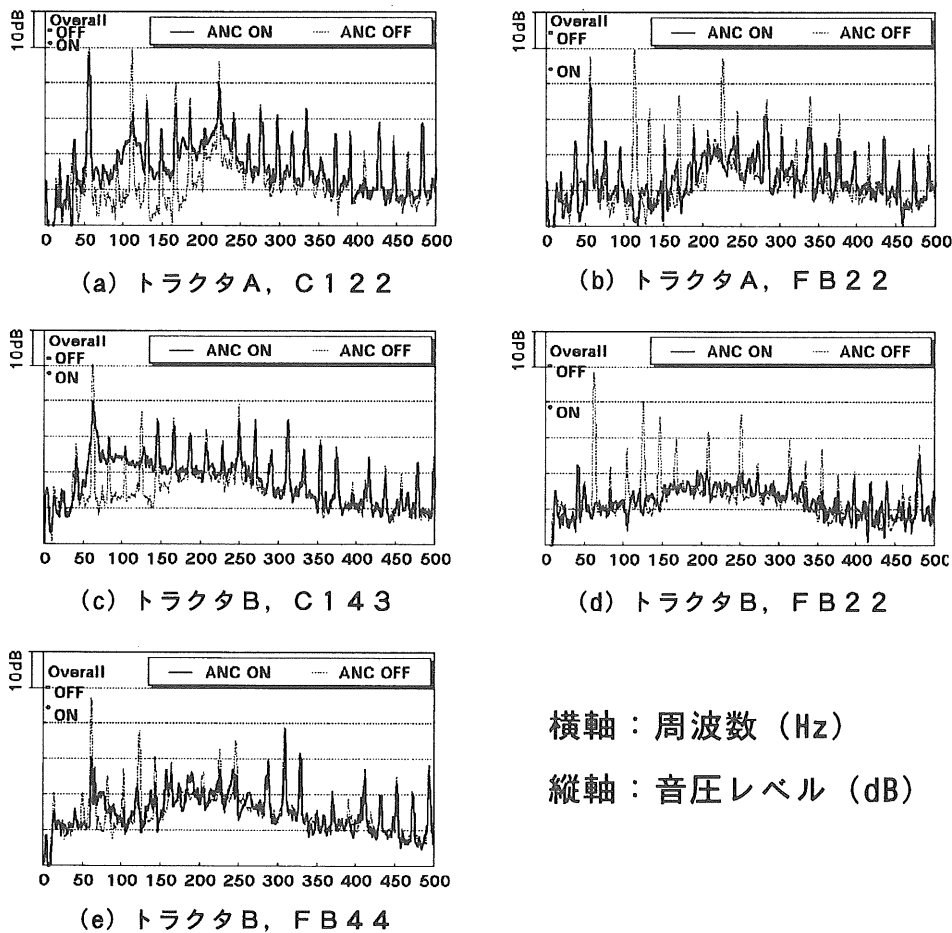 10dB
Overall
OFF
ON
ANC ON ANC OFF
0 50 100 150 200 250 300 350 400 450 500
(a) トラクタA, C122
10dB
Overall
OFF
ON
ANC ON ANC OFF
0 50 100 150 200 250 300 350 400 450 500
(b) トラクタA, FB22
10dB
Overall
OFF
ON
ANC ON ANC OFF
0 50 100 150 200 250 300 350 400 450 500
(c) トラクタB, C143
10dB
Overall
OFF
ON
ANC ON ANC OFF
0 50 100 150 200 250 300 350 400 450 500
(d) トラクタB, FB22
10dB
Overall
OFF
ON
ANC ON ANC OFF
0 50 100 150 200 250 300 350 400 450 500
(e) トラクタB, FB44
横軸：周波数 (Hz)
縦軸：音圧レベル (dB)